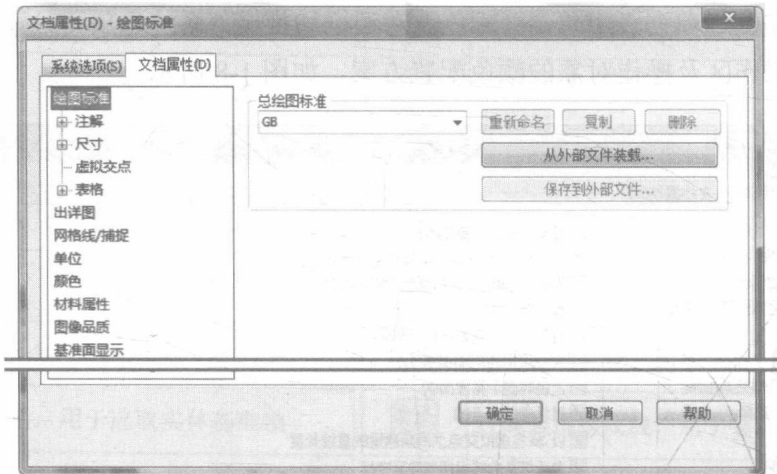 文档属性(D) - 绘图标准
系统选项(S) 文档属性(D)
绘图标准
注解
尺寸
虚拟交点
表格
出详图
网格线/捕捉
单位
颜色
材料属性
图像品质
基准面显示
总绘图标准
GB
重新命名 复制 删除
从外部文件装载...
保存到外部文件...
确定 取消 帮助